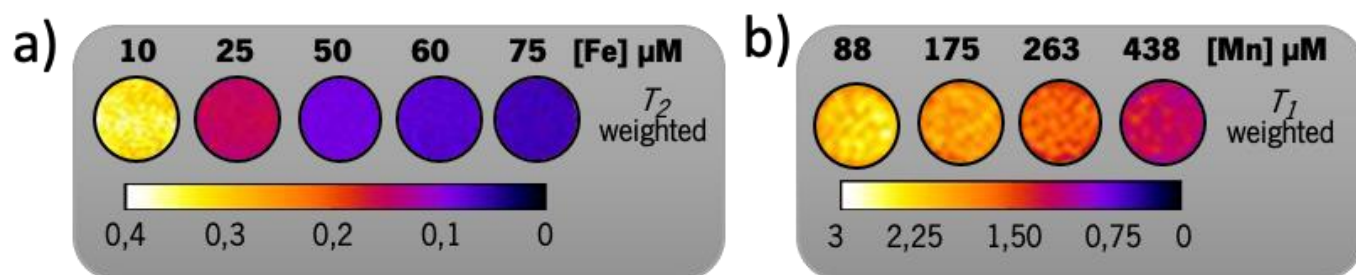 a)
10 25 50 60 75 [Fe] µM
T2
weighted
0,4 0,3 0,2 0,1 0
b)
88 175 263 438 [Mn] µM
T1
weighted
3 2,25 1,50 0,75 0